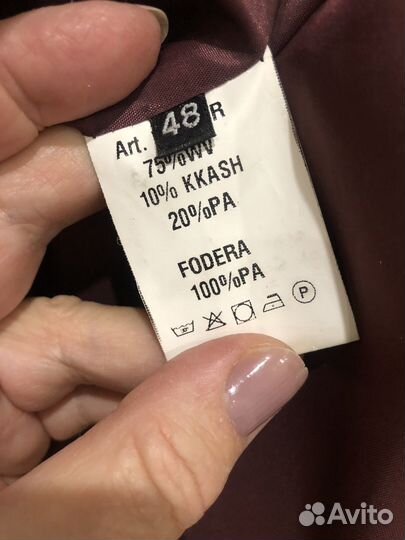 Art. 48 R
75%WV
10% KKASH
20%PA
FODERA
100%PA
P
Avito